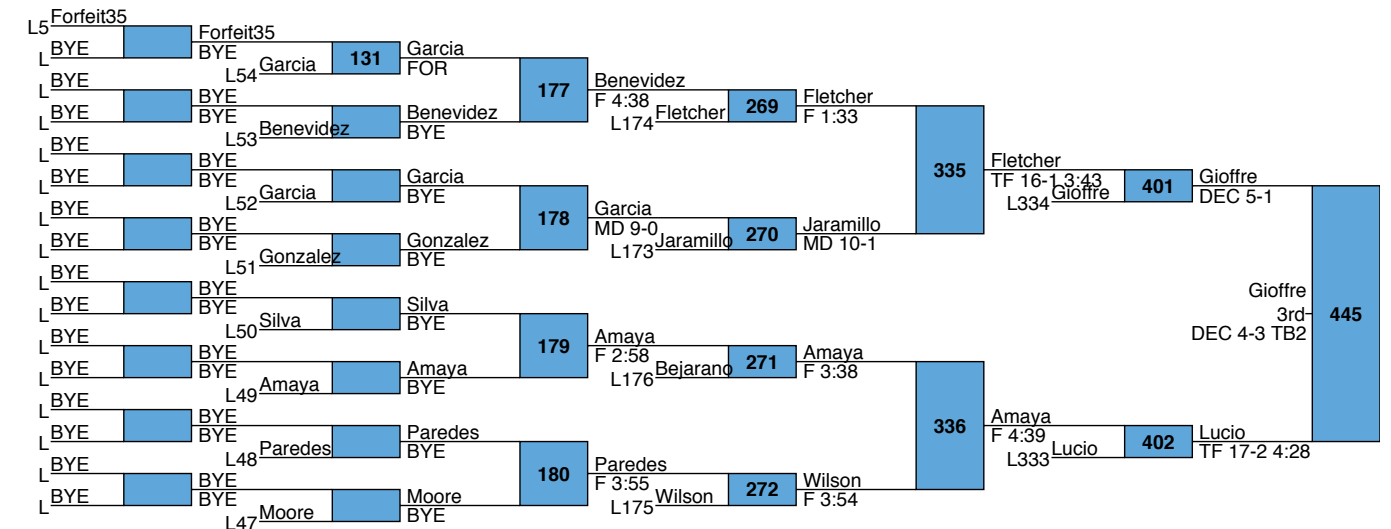 L5 Forfeit35
L BYE
Forfeit35
BYE
L54 Garcia
131
Garcia
FOR
L BYE
L BYE
BYE
BYE
L53 Benevidez
Benevidez
BYE
177
Benevidez
F 4:38
L174 Fletcher
269
Fletcher
F 1:33
L BYE
L BYE
BYE
BYE
L52 Garcia
Garcia
BYE
L BYE
L BYE
BYE
BYE
L51 Gonzalez
Gonzalez
BYE
178
Garcia
MD 9-0
L173 Jaramillo
270
Jaramillo
MD 10-1
335
Fletcher
TF 16-1 3:43
L334 Gioffre
401
Gioffre
DEC 5-1
L BYE
L BYE
BYE
BYE
L50 Silva
Silva
BYE
L BYE
L BYE
BYE
BYE
L49 Amaya
Amaya
BYE
179
Amaya
F 2:58
L176 Bejarano
271
Amaya
F 3:38
L BYE
L BYE
BYE
BYE
L48 Paredes
Paredes
BYE
L BYE
L BYE
BYE
BYE
L47 Moore
Moore
BYE
180
Paredes
F 3:55
L175 Wilson
272
Wilson
F 3:54
336
Amaya
F 4:39
L333 Lucio
402
Lucio
TF 17-2 4:28
Gioffre
3rd
DEC 4-3 TB2
445